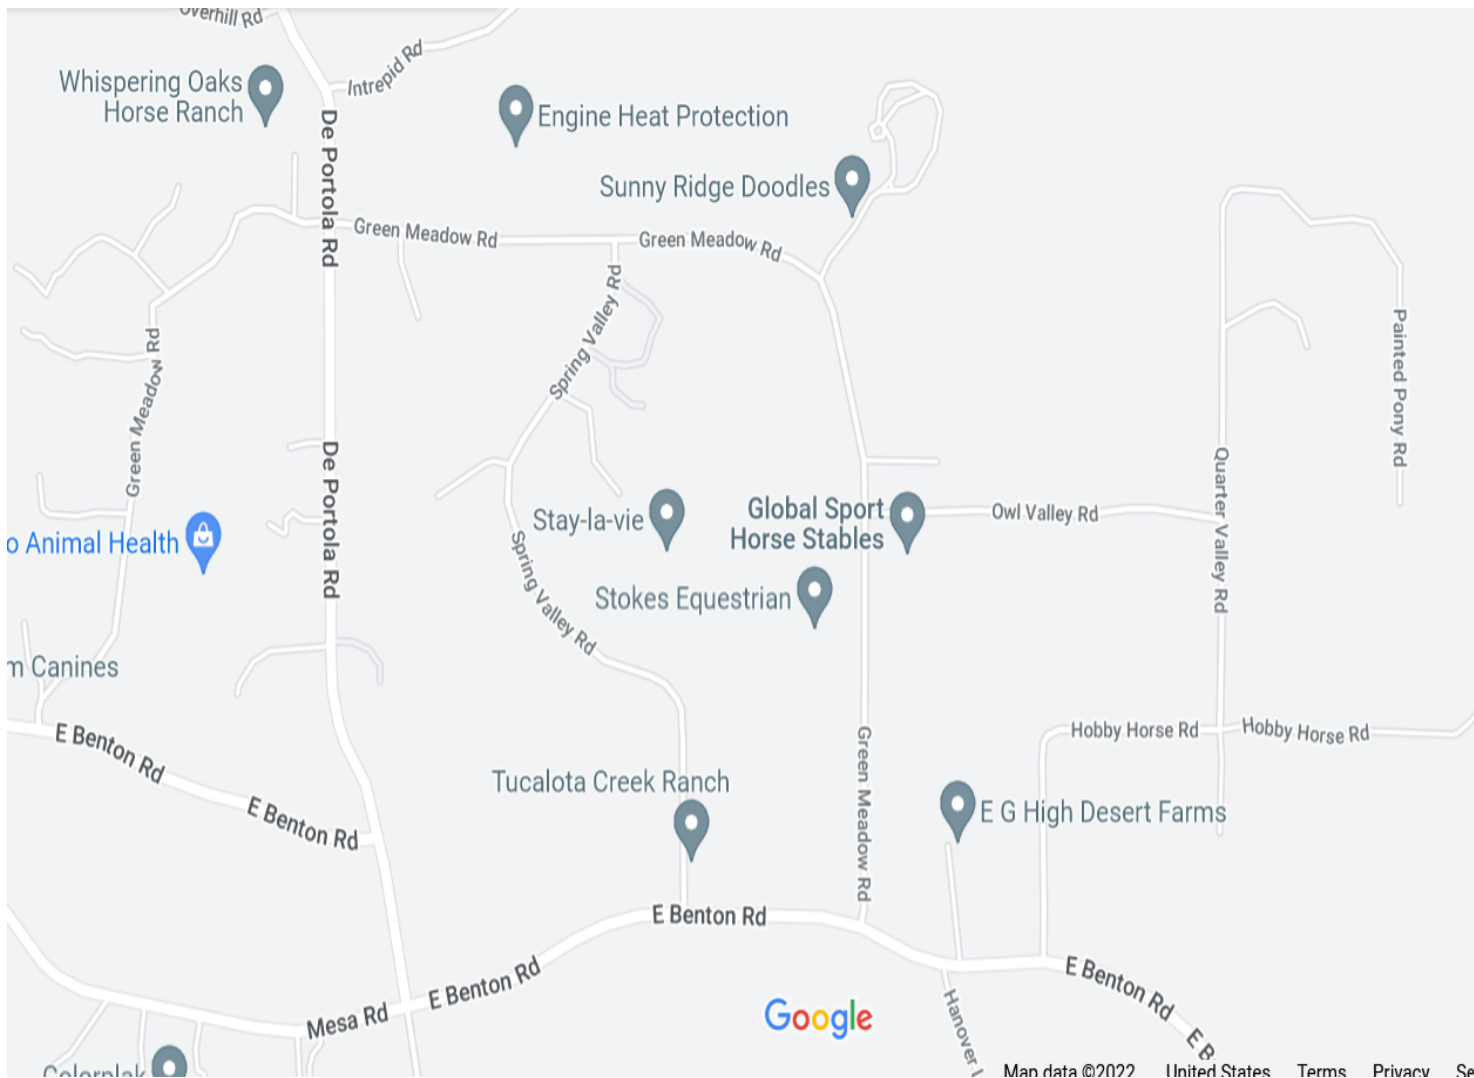 Overhill Rd
Intrepid Rd
Whispering Oaks
Horse Ranch
De Portola Rd
Engine Heat Protection
Sunny Ridge Doodles
Green Meadow Rd
Green Meadow Rd
Spring Valley Rd
Green Meadow Rd
Painted Pony Rd
De Portola Rd
Quarter Valley Rd
Global Sport
Horse Stables
Owl Valley Rd
Stay-la-vie
o Animal Health
Spring Valley Rd
Stokes Equestrian
m Canines
E Benton Rd
Hobby Horse Rd
Hobby Horse Rd
Green Meadow Rd
Tucalota Creek Ranch
E Benton Rd
E G High Desert Farms
E Benton Rd
E Benton Rd
E Benton Rd
Mesa Rd
Hanover L
Google
E B
Colorplak
Map data ©2022 United States Terms Privacy Se